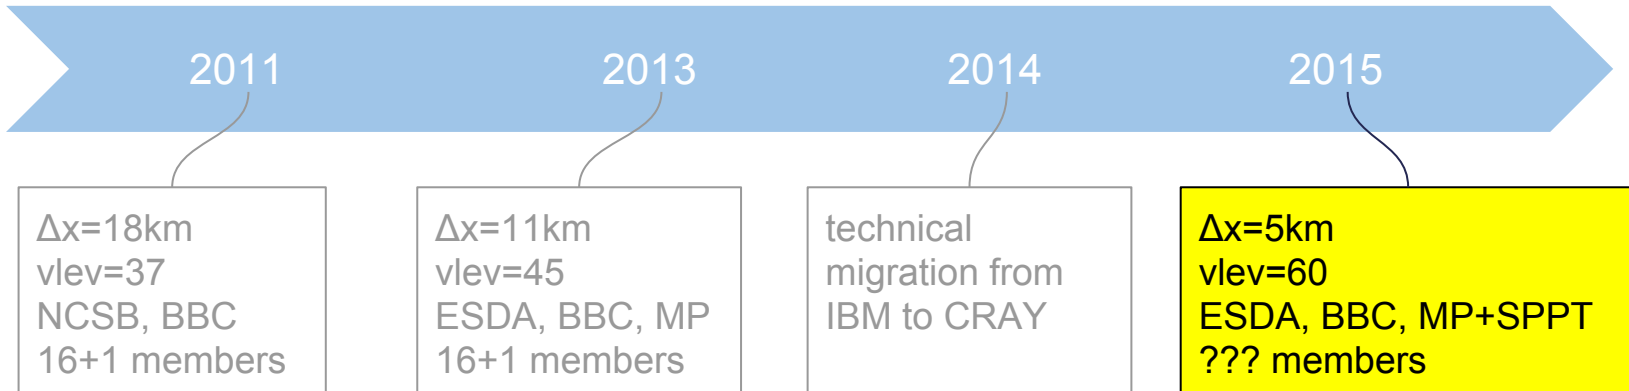 2011
2013
2014
2015
Δx=18km
vlev=37
NCSB, BBC
16+1 members
Δx=11km
vlev=45
ESDA, BBC, MP
16+1 members
technical
migration from
IBM to CRAY
Δx=5km
vlev=60
ESDA, BBC, MP+SPPT
??? members